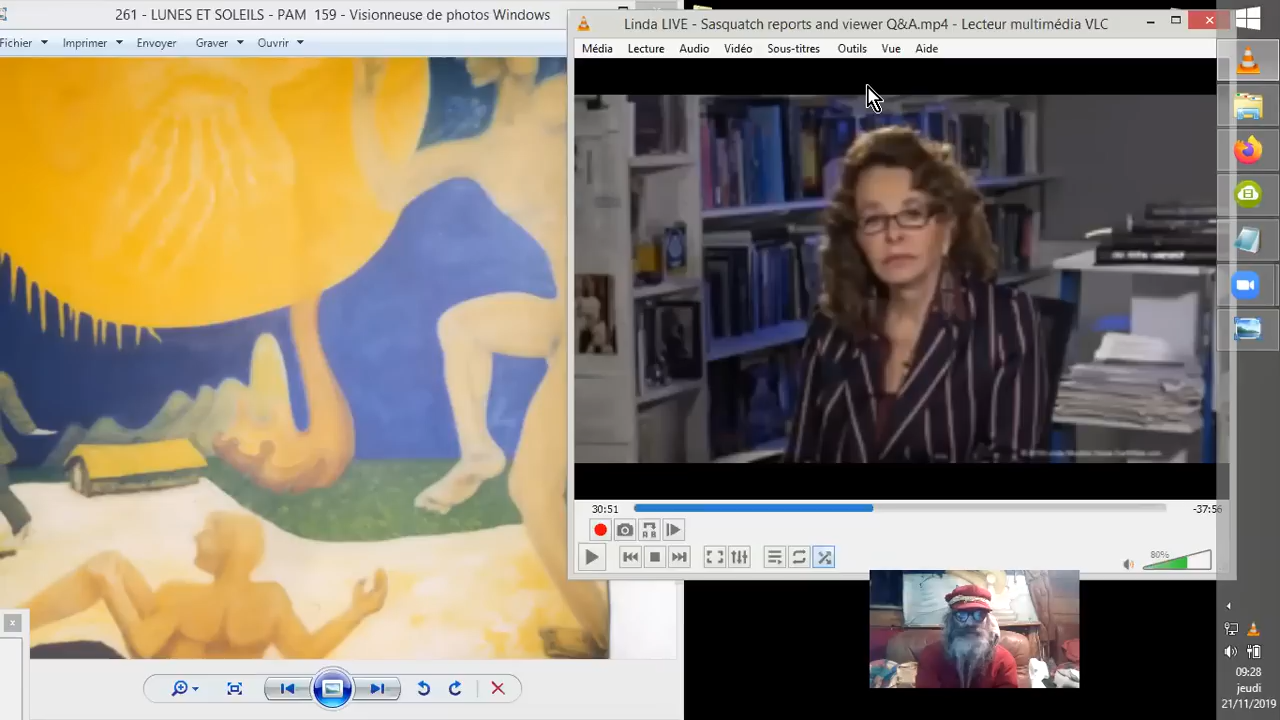 261 - LUNES ET SOLEILS - PAM 159 - Visionneuse de photos Windows
Fichier Imprimer Envoyer Graver Ouvrir
Linda LIVE - Sasquatch reports and viewer Q&A.mp4 - Lecteur multimédia VLC
Média Lecture Audio Vidéo Sous-titres Outils Vue Aide
30:51
-37:56
80%
09:28
jeudi
21/11/2019